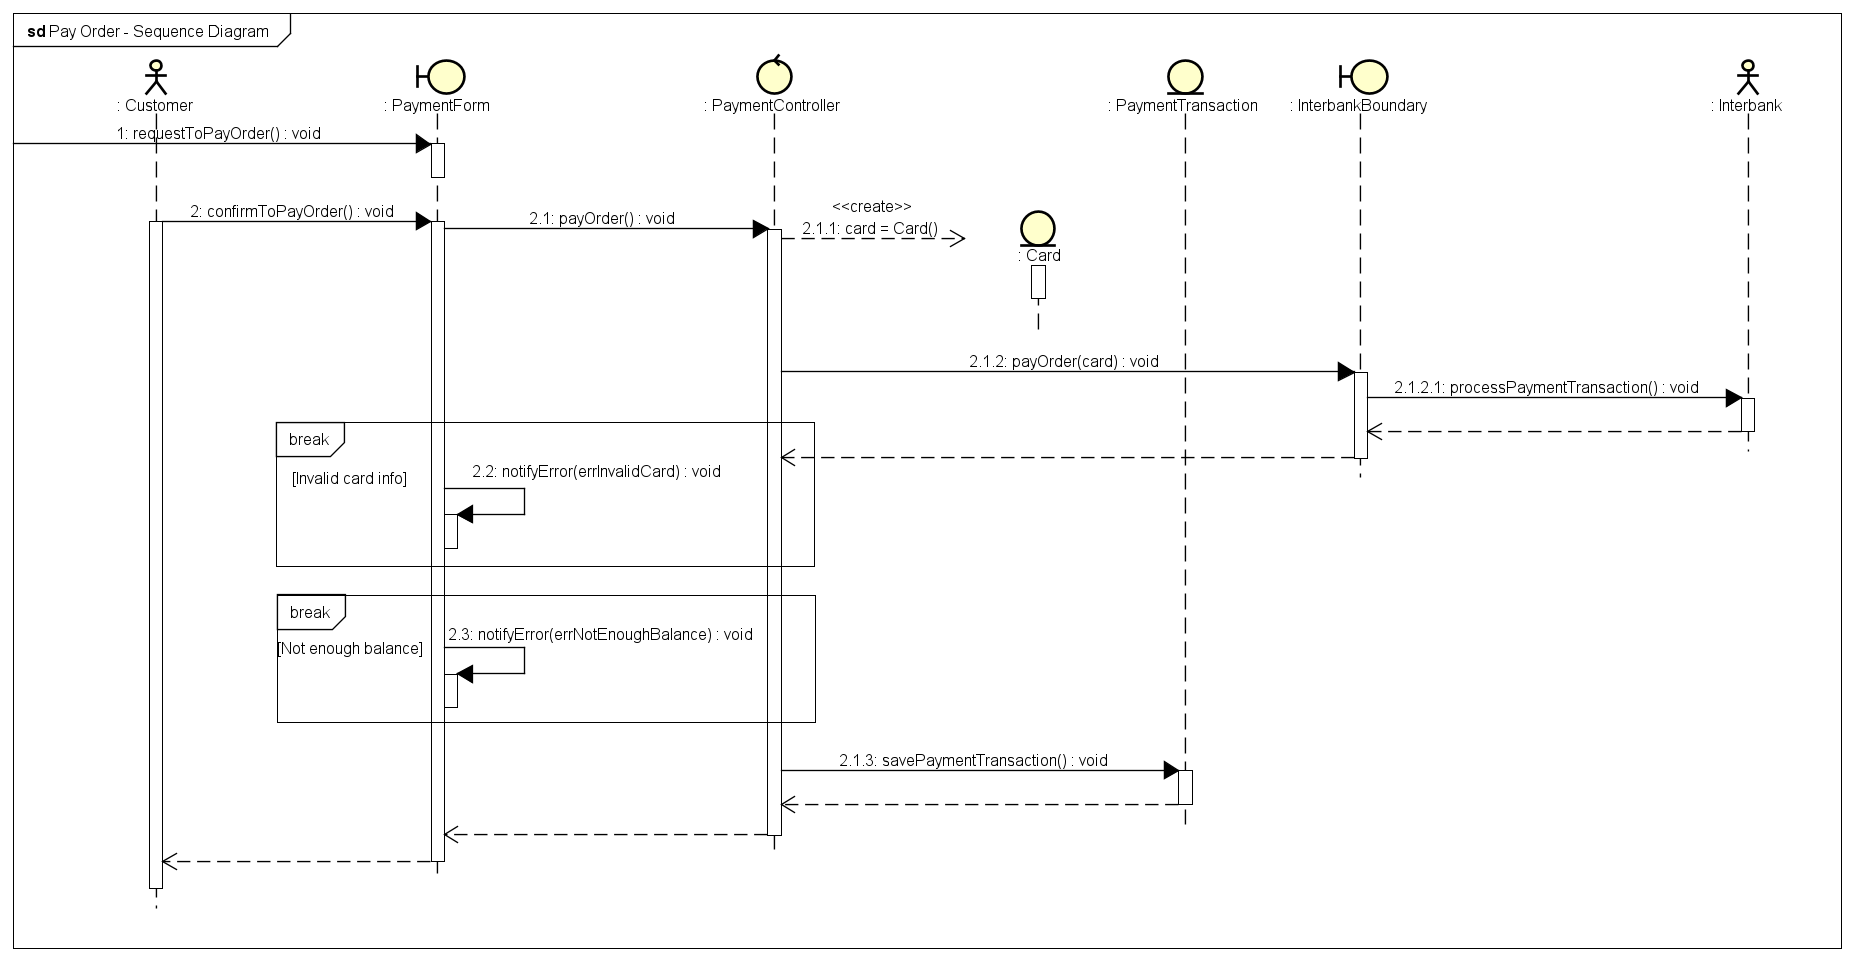 sd Pay Order - Sequence Diagram
: Customer
: PaymentForm
: PaymentController
: PaymentTransaction
: InterbankBoundary
: Interbank
1: requestToPayOrder() : void
2: confirmToPayOrder() : void
2.1: payOrder() : void
<<create>>
2.1.1: card = Card()
: Card
2.1.2: payOrder(card) : void
2.1.2.1: processPaymentTransaction() : void
break
[Invalid card info]
2.2: notifyError(errInvalidCard) : void
break
[Not enough balance]
2.3: notifyError(errNotEnoughBalance) : void
2.1.3: savePaymentTransaction() : void